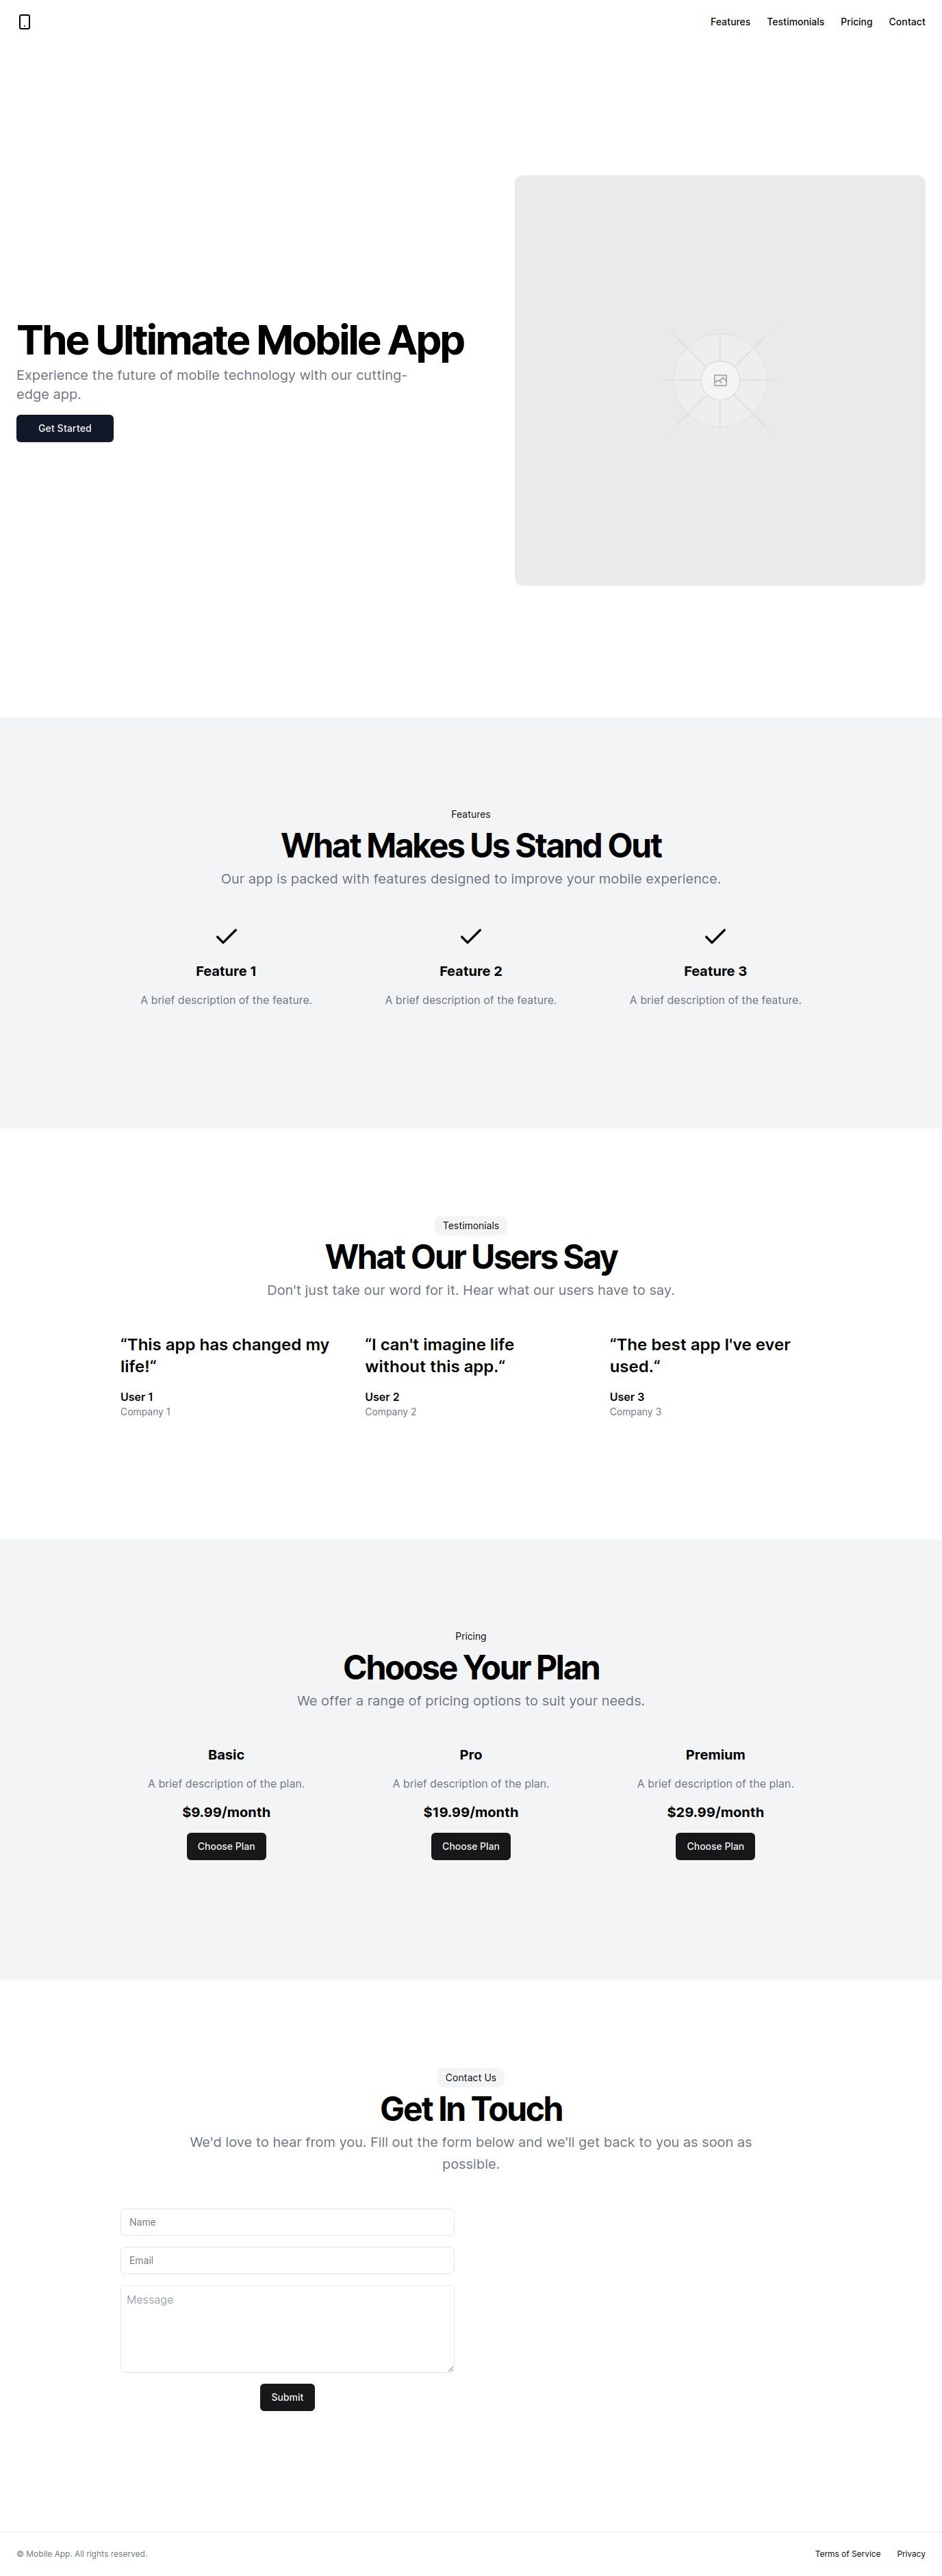 Features Testimonials Pricing Contact
The Ultimate Mobile App
Experience the future of mobile technology with our cutting-
edge app.
Get Started
Features
What Makes Us Stand Out
Our app is packed with features designed to improve your mobile experience.
Feature 1
A brief description of the feature.
Feature 2
A brief description of the feature.
Feature 3
A brief description of the feature.
Testimonials
What Our Users Say
Don't just take our word for it. Hear what our users have to say.
“This app has changed my
life!“
User 1
Company 1
“I can't imagine life
without this app.“
User 2
Company 2
“The best app I've ever
used.“
User 3
Company 3
Pricing
Choose Your Plan
We offer a range of pricing options to suit your needs.
Basic
A brief description of the plan.
$9.99/month
Choose Plan
Pro
A brief description of the plan.
$19.99/month
Choose Plan
Premium
A brief description of the plan.
$29.99/month
Choose Plan
Contact Us
Get In Touch
We'd love to hear from you. Fill out the form below and we'll get back to you as soon as
possible.
Name
Email
Message
Submit
© Mobile App. All rights reserved.
Terms of Service Privacy